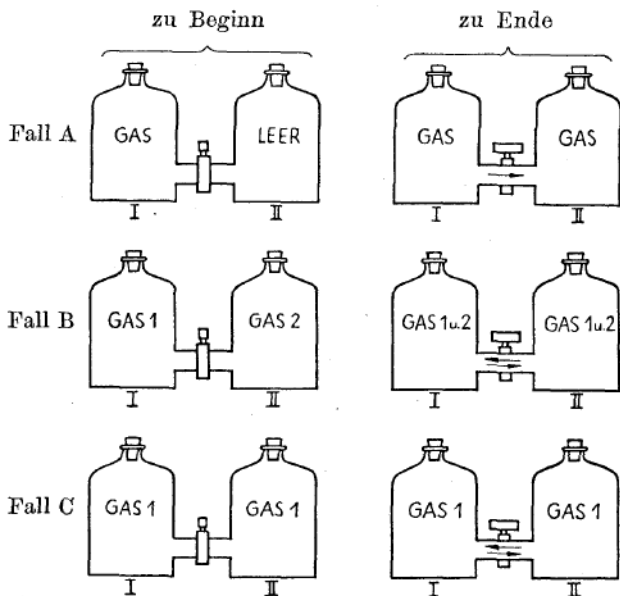 zu Beginn zu Ende
Fall A GAS LEER GAS GAS
I II I II
Fall B GAS 1 GAS 2 GAS 1u.2 GAS 1u.2
I II I II
Fall C GAS 1 GAS 1 GAS 1 GAS 1
I II I II